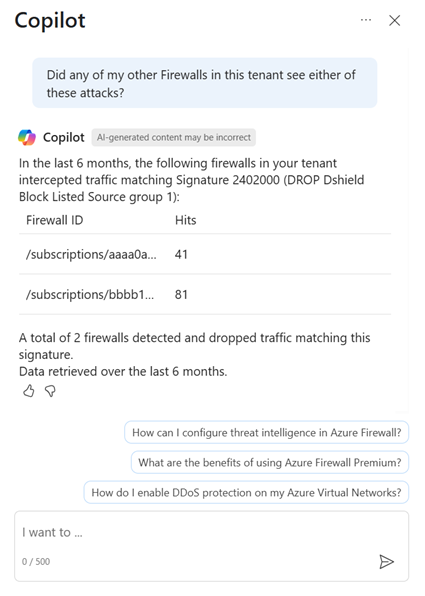 Copilot
Did any of my other Firewalls in this tenant see either of
these attacks?
Copilot AI-generated content may be incorrect
In the last 6 months, the following firewalls in your tenant
intercepted traffic matching Signature 2402000 (DROP Dshield
Block Listed Source group 1):
Firewall ID Hits
/subscriptions/aaaa0a... 41
/subscriptions/bbbb1... 81
A total of 2 firewalls detected and dropped traffic matching this
signature.
Data retrieved over the last 6 months.
How can I configure threat intelligence in Azure Firewall?
What are the benefits of using Azure Firewall Premium?
How do I enable DDoS protection on my Azure Virtual Networks?
I want to ...
0 / 500